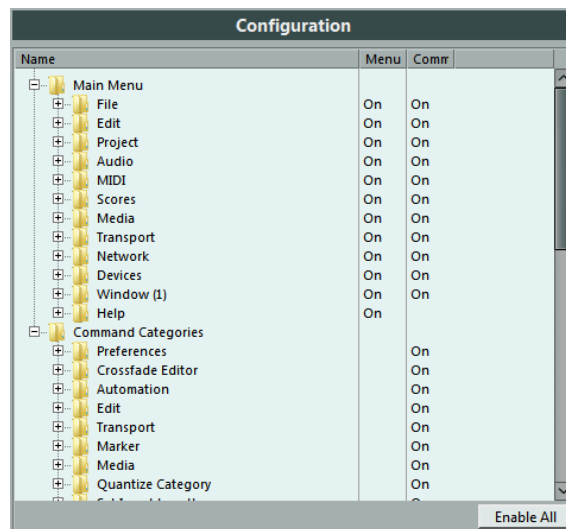 Configuration
Name Menu Comm
Main Menu
File On On
Edit On On
Project On On
Audio On On
MIDI On On
Scores On On
Media On On
Transport On On
Network On On
Devices On On
Window (1) On On
Help On
Command Categories
Preferences On
Crossfade Editor On
Automation On
Edit On
Transport On
Marker On
Media On
Quantize Category On
Enable All